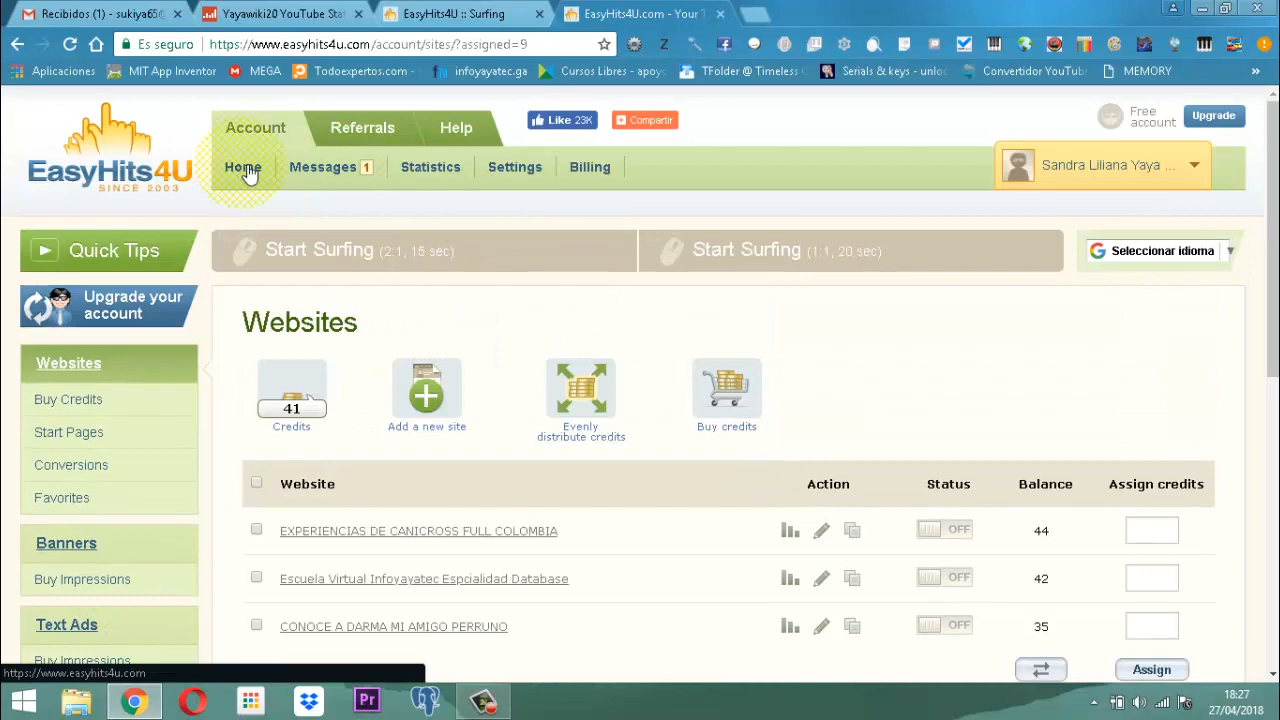 Recibidos (1) - sukiya65@
Yayawiki20 YouTube Stat
EasyHits4U :: Surfing
EasyHits4U.com - Your T
Es seguro
https://www.easyhits4u.com/account/sites/?assigned=9
Aplicaciones
MIT App Inventor
MEGA
Todoexpertos.com -
infoyayatec.ga
Cursos Libres - apoy
TFolder @ Timeless
Serials & keys - unloc
Convertidor YouTub
MEMORY
»
EasyHits4U
SINCE 2003
Account
Referrals
Help
Like 23K
Compartir
Free account
Upgrade
Home
Messages 1
Statistics
Settings
Billing
Sandra Liliana Yaya ...
Quick Tips
Start Surfing (2:1, 15 sec)
Start Surfing (1:1, 20 sec)
Seleccionar idioma
Upgrade your
account
Websites
Buy Credits
Start Pages
Conversions
Favorites
Banners
Buy Impressions
Text Ads
Buy Impressions
Websites
41
Credits
Add a new site
Evenly
distribute credits
Buy credits
Website
Action
Status
Balance
Assign credits
EXPERIENCIAS DE CANICROSS FULL COLOMBIA
OFF
44
Escuela Virtual Infoyayatec Espcialidad Database
OFF
42
CONOCE A DARMA MI AMIGO PERRUNO
OFF
35
Assign
https://www.easyhits4u.com
Pr
18:27
27/04/2018